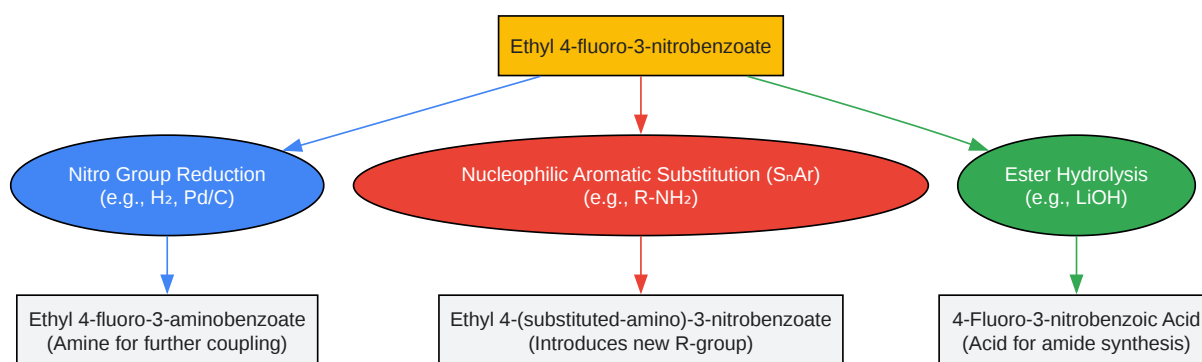 Ethyl 4-fluoro-3-nitrobenzoate
Nitro Group Reduction
(e.g., H₂, Pd/C)
Nucleophilic Aromatic Substitution (SₙAr)
(e.g., R-NH₂)
Ester Hydrolysis
(e.g., LiOH)
Ethyl 4-fluoro-3-aminobenzoate
(Amine for further coupling)
Ethyl 4-(substituted-amino)-3-nitrobenzoate
(Introduces new R-group)
4-Fluoro-3-nitrobenzoic Acid
(Acid for amide synthesis)